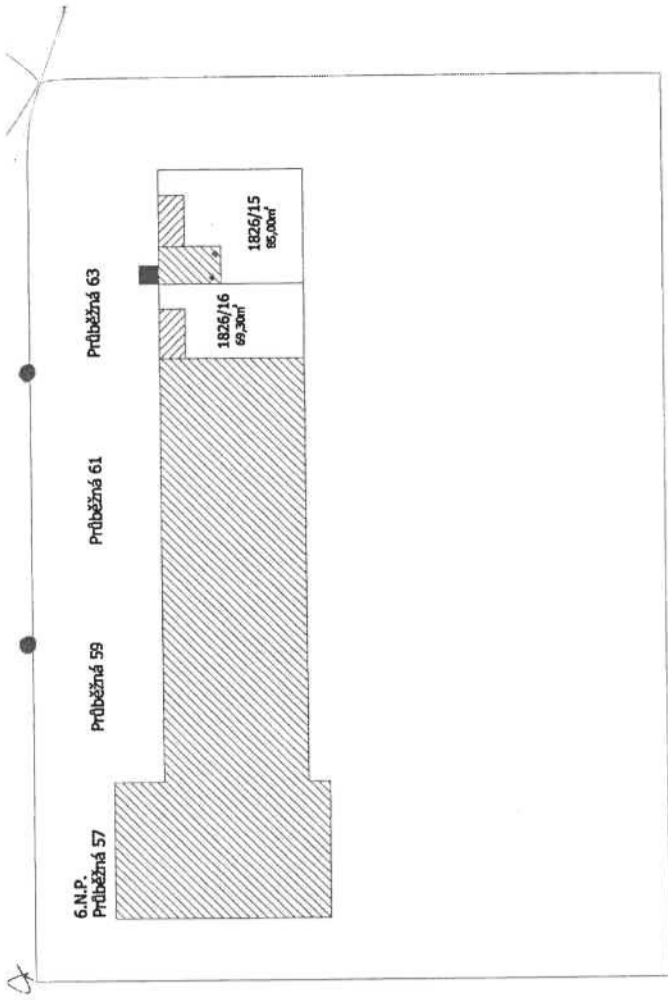 6.N.P.
Průběžná 57
Průběžná 59
Průběžná 61
Průběžná 63
1826/16
69,30m²
1826/15
85,00m²